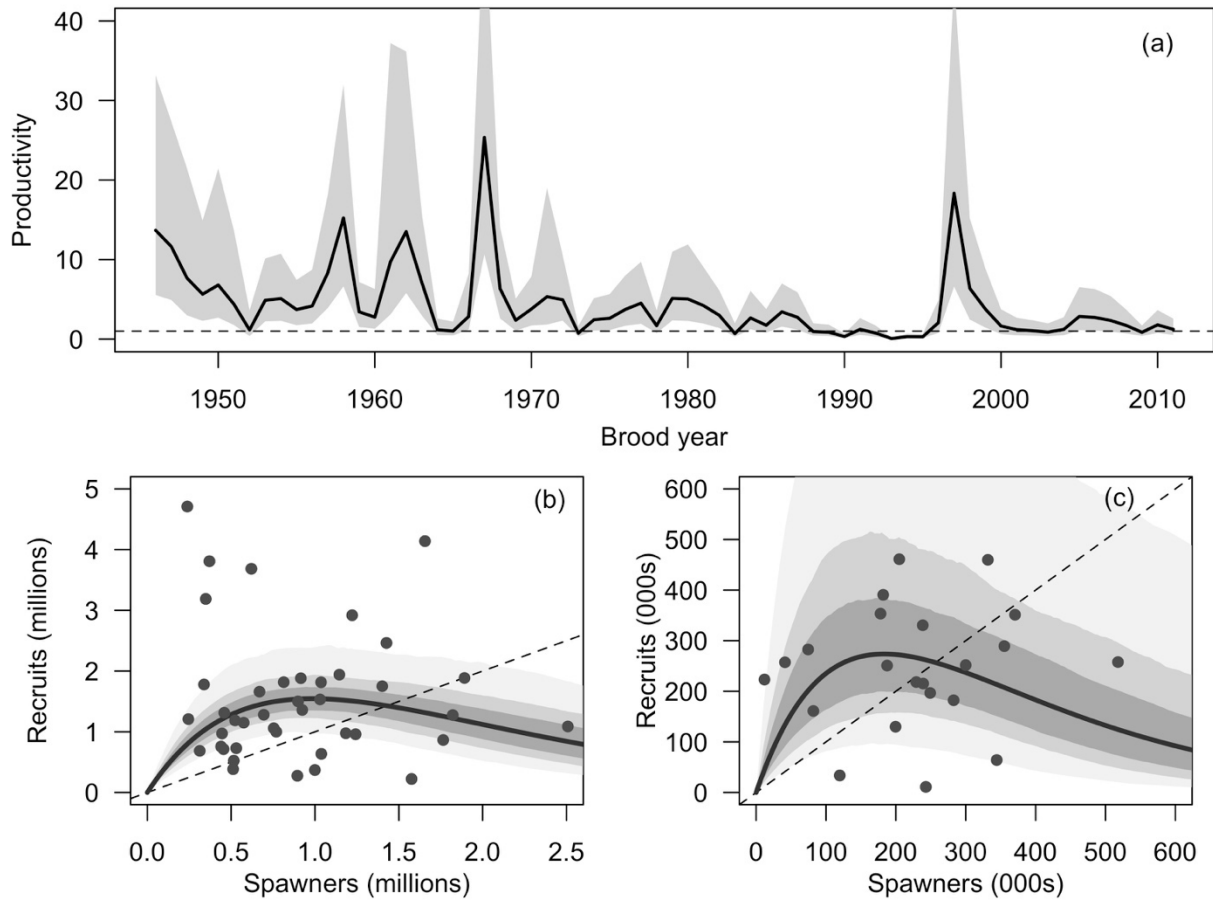 (a)
Productivity
40
30
20
10
0
1950 1960 1970 1980 1990 2000 2010
Brood year
(b)
Recruits (millions)
5
4
3
2
1
0
0.0 0.5 1.0 1.5 2.0 2.5
Spawners (millions)
(c)
Recruits (000s)
600
500
400
300
200
100
0
0 100 200 300 400 500 600
Spawners (000s)